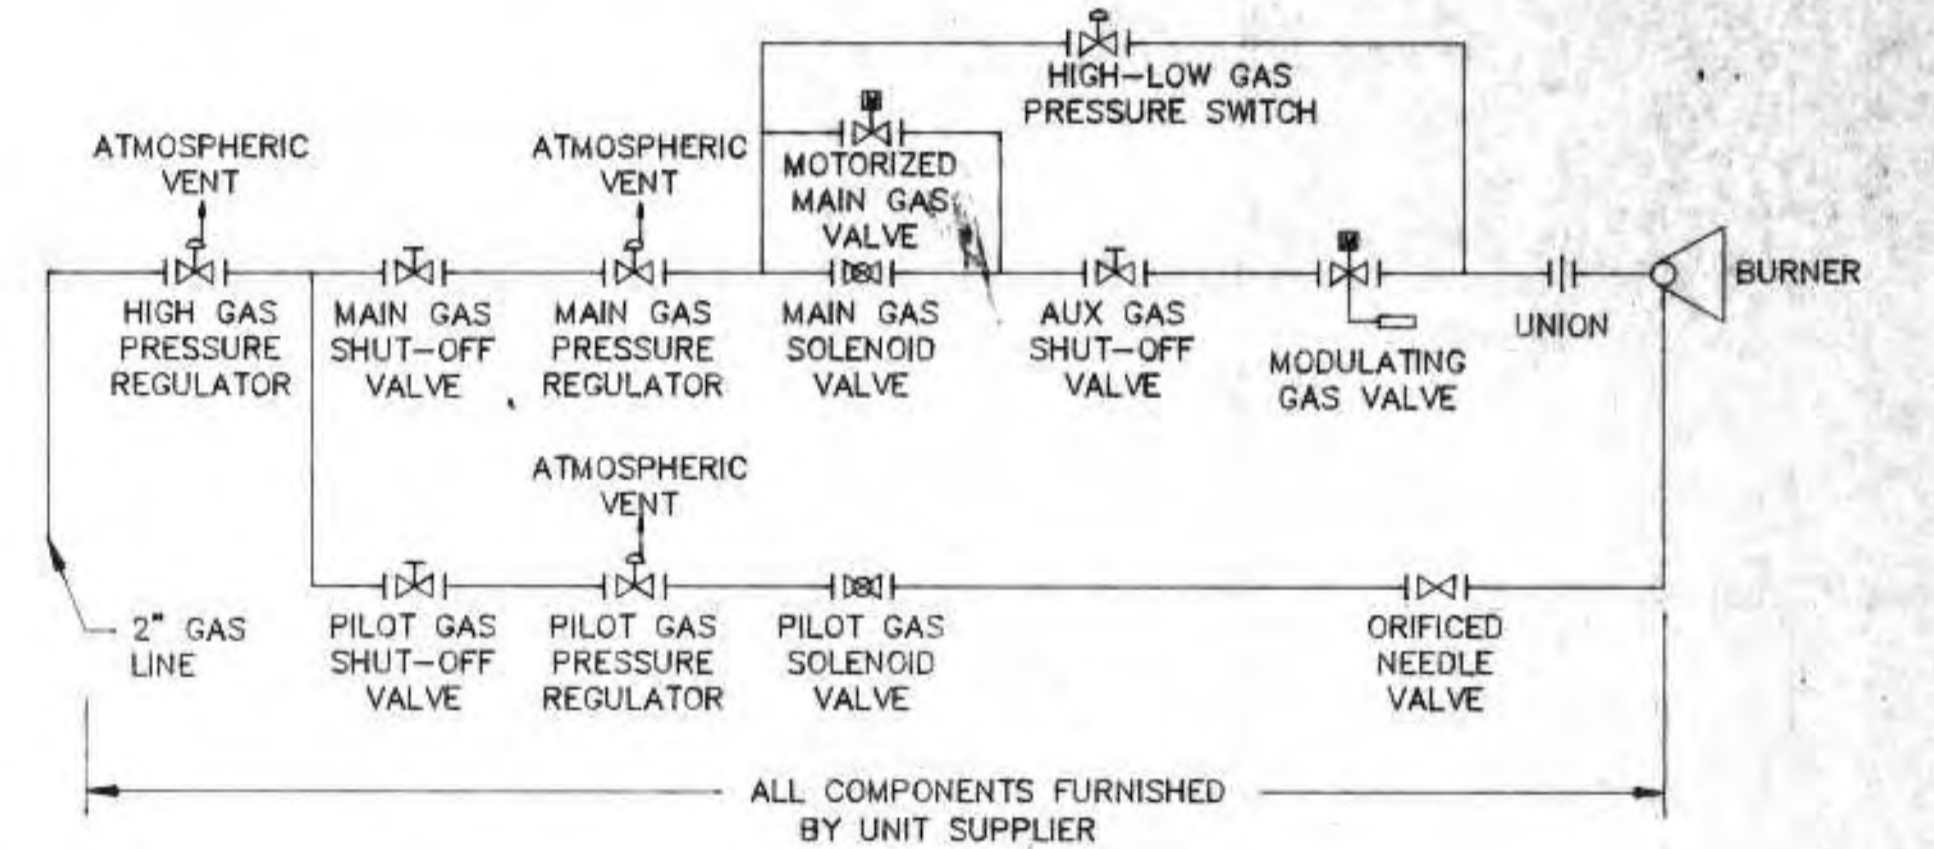 HIGH-LOW GAS
PRESSURE SWITCH
ATMOSPHERIC
VENT
ATMOSPHERIC
VENT
M
MOTORIZED
MAIN GAS
VALVE
M
BURNER
HIGH GAS
PRESSURE
REGULATOR
MAIN GAS
SHUT-OFF
VALVE
MAIN GAS
PRESSURE
REGULATOR
MAIN GAS
SOLENOID
VALVE
AUX GAS
SHUT-OFF
VALVE
MODULATING
GAS VALVE
UNION
ATMOSPHERIC
VENT
2" GAS
LINE
PILOT GAS
SHUT-OFF
VALVE
PILOT GAS
PRESSURE
REGULATOR
PILOT GAS
SOLENOID
VALVE
ORIFICED
NEEDLE
VALVE
ALL COMPONENTS FURNISHED
BY UNIT SUPPLIER